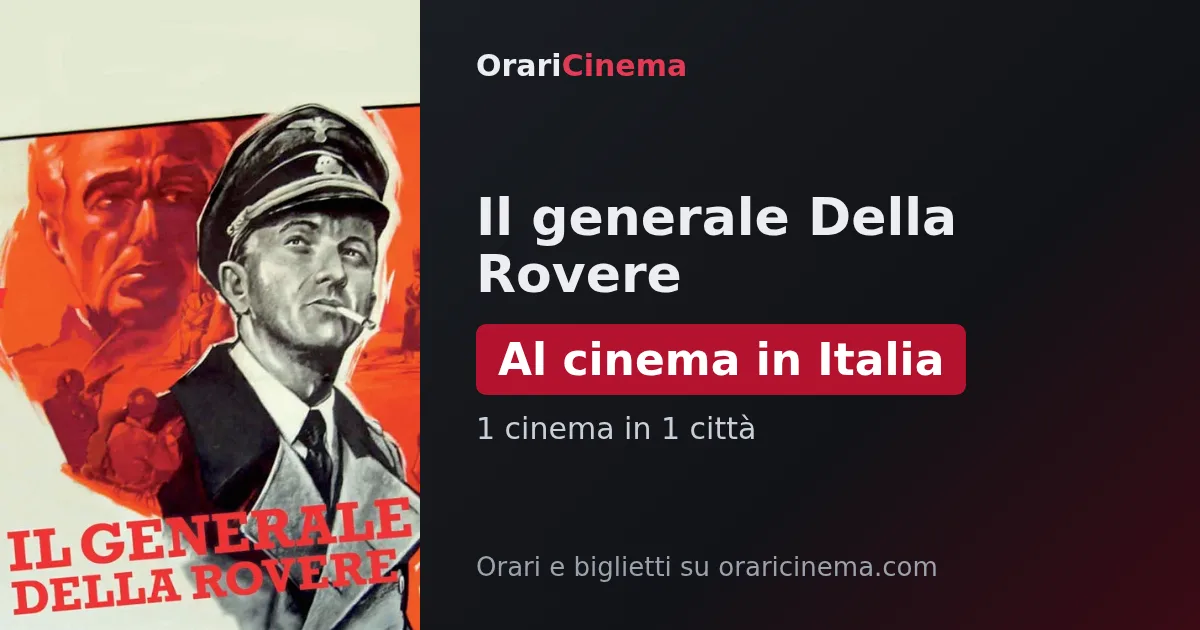 IL GENERALE
DELLA ROVERE
OrariCinema
Il generale Della
Rovere
Al cinema in Italia
1 cinema in 1 città
Orari e biglietti su oraricinema.com